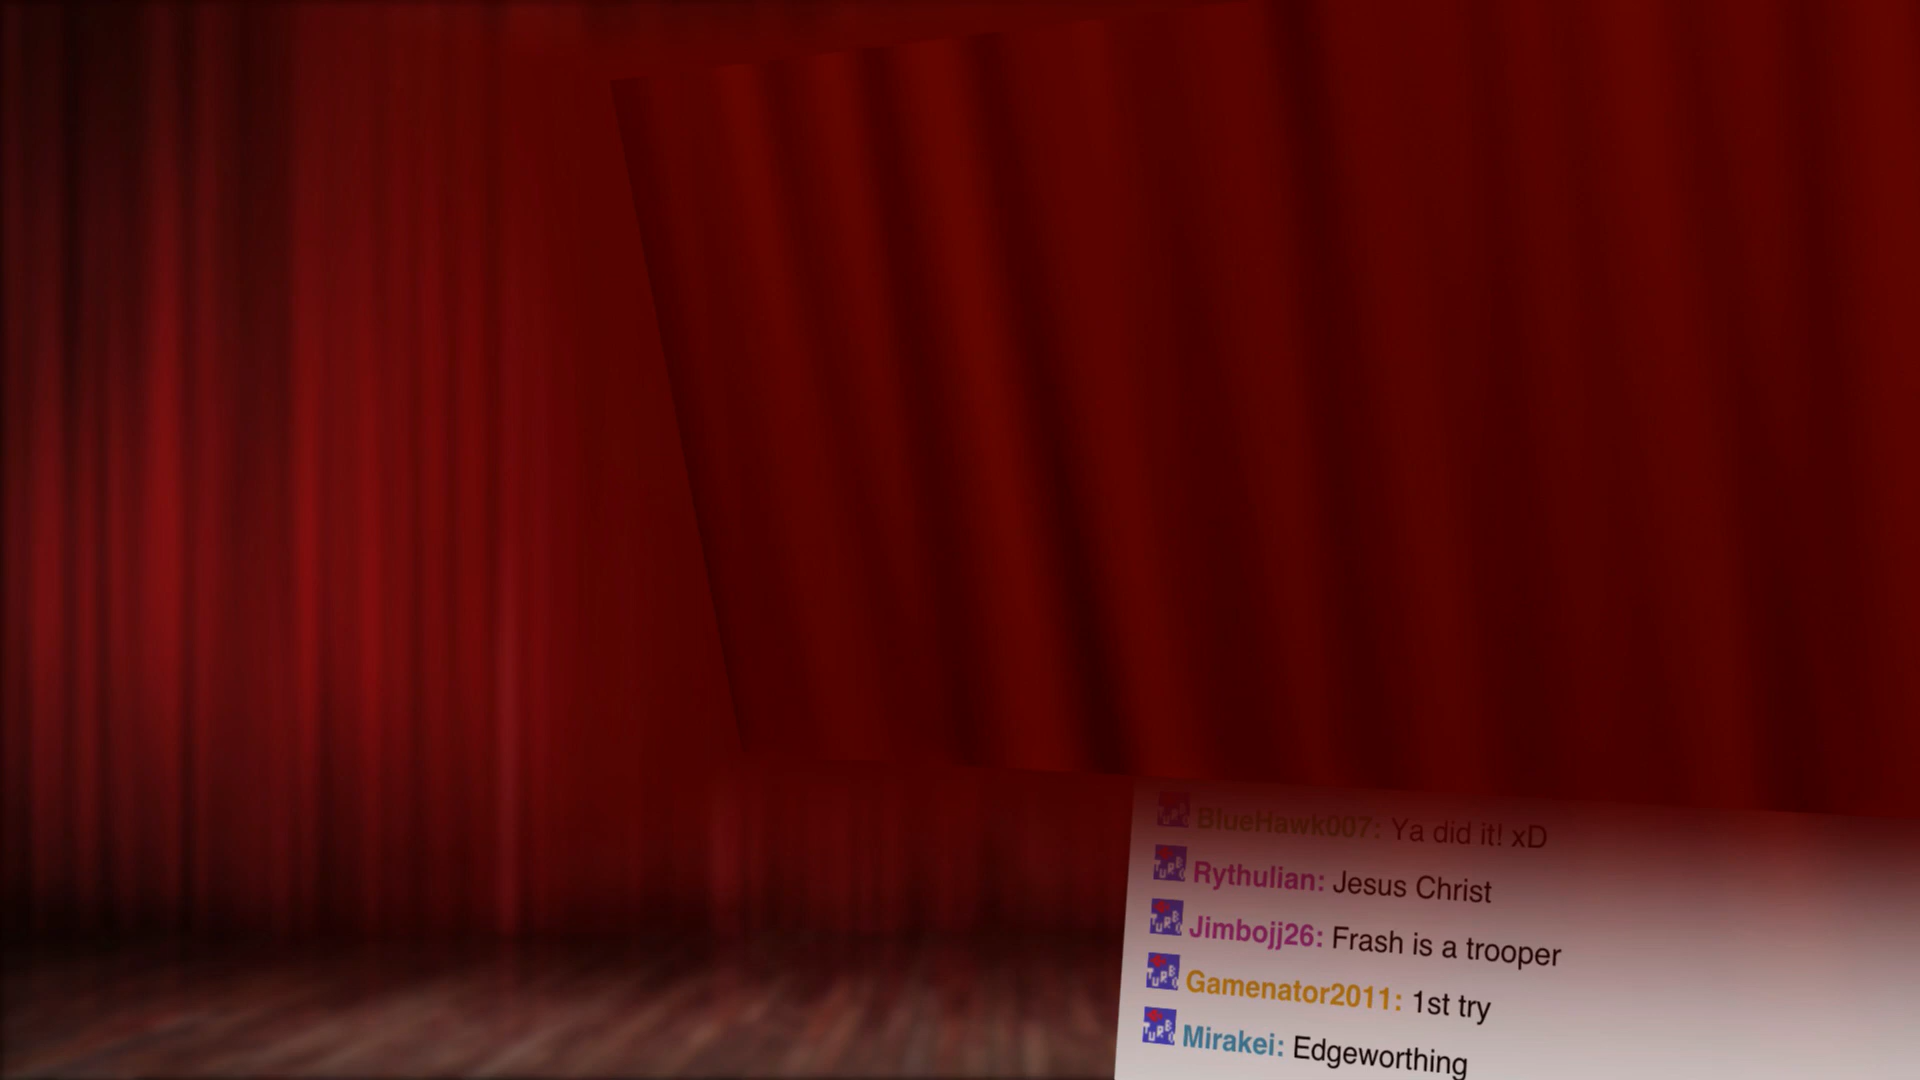 BlueHawk007: Ya did it! xD
Rythulian: Jesus Christ
Jimbojj26: Frash is a trooper
Gamenator2011: 1st try
Mirakei: Edgeworthing